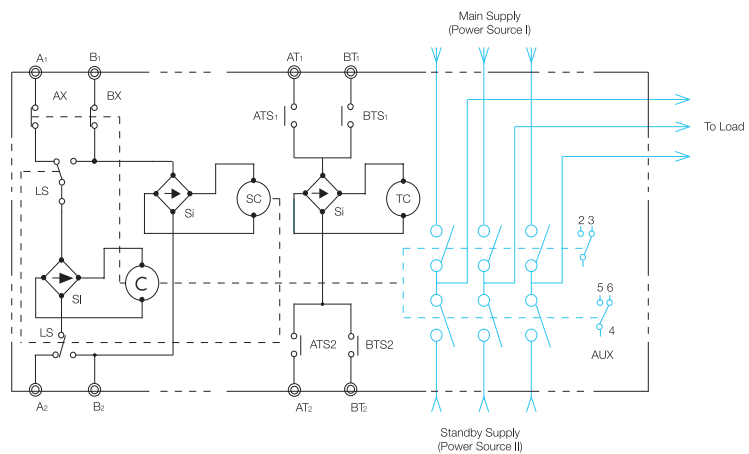 Main Supply
(Power Source I)
A1 B1 AT1 BT1
AX BX
ATS1 BTS1
To Load
LS
Si SC Si TC
2 3
SI C
5 6
4
LS
ATS2 BTS2
AUX
A2 B2 AT2 BT2
Standby Supply
(Power Source II)